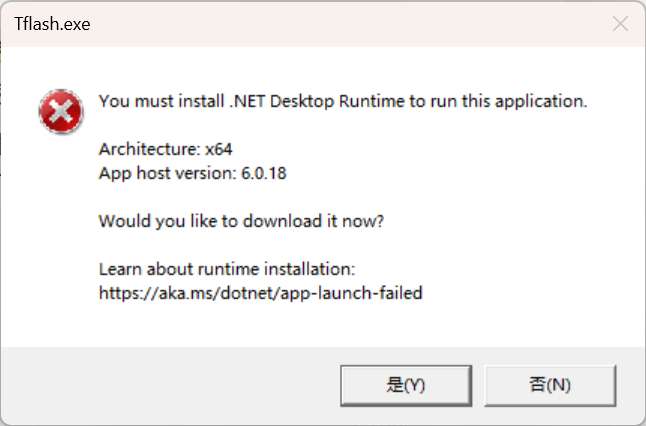 Tflash.exe
You must install .NET Desktop Runtime to run this application.
Architecture: x64
App host version: 6.0.18
Would you like to download it now?
Learn about runtime installation:
https://aka.ms/dotnet/app-launch-failed
是(Y)
否(N)